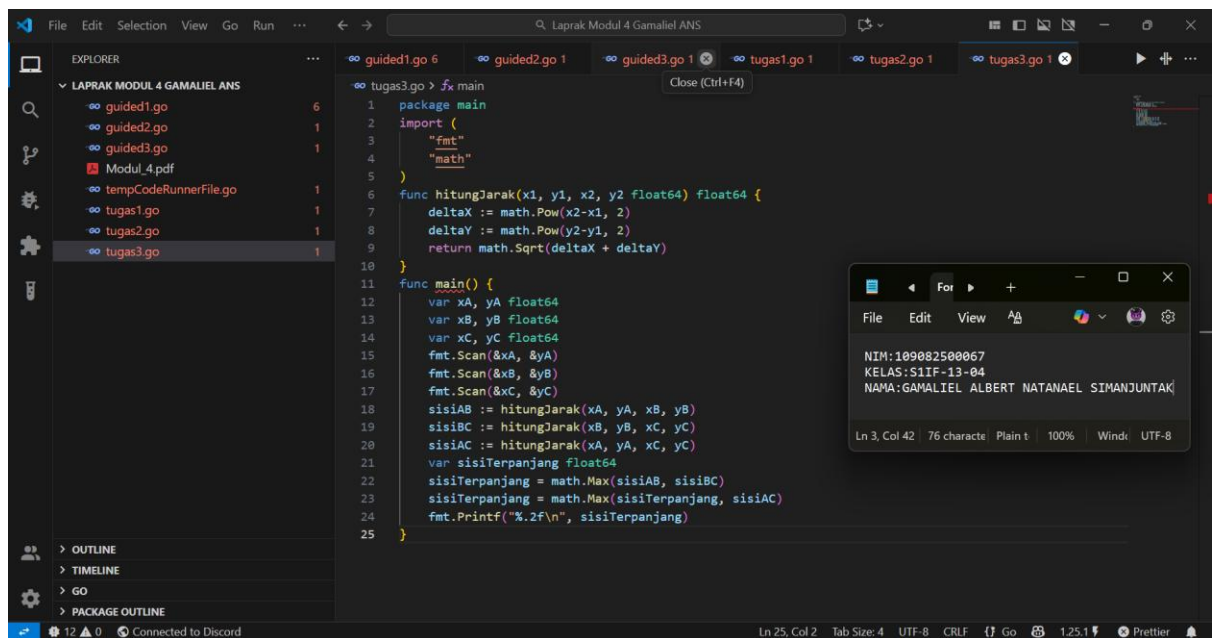 File Edit Selection View Go Run ...
Laprak Modul 4 Gamaliel ANS
EXPLORER
LAPRAK MODUL 4 GAMALIEL ANS
guided1.go 6
guided2.go 1
guided3.go 1
Modul_4.pdf
tempCodeRunnerFile.go 1
tugas1.go 1
tugas2.go 1
tugas3.go 1
OUTLINE
TIMELINE
GO
PACKAGE OUTLINE
guided1.go 6 guided2.go 1 guided3.go 1 tugas1.go 1 tugas2.go 1 tugas3.go 1
Close (Ctrl+F4)
tugas3.go > main
1 package main
2 import (
3 "fmt"
4 "math"
5 )
6 func hitungJarak(x1, y1, x2, y2 float64) float64 {
7 deltaX := math.Pow(x2-x1, 2)
8 deltaY := math.Pow(y2-y1, 2)
9 return math.Sqrt(deltaX + deltaY)
10 }
11 func main() {
12 var xA, yA float64
13 var xB, yB float64
14 var xC, yC float64
15 fmt.Scan(&xA, &yA)
16 fmt.Scan(&xB, &yB)
17 fmt.Scan(&xC, &yC)
18 sisiAB := hitungJarak(xA, yA, xB, yB)
19 sisiBC := hitungJarak(xB, yB, xC, yC)
20 sisiAC := hitungJarak(xA, yA, xC, yC)
21 var sisiTerpanjang float64
22 sisiTerpanjang = math.Max(sisiAB, sisiBC)
23 sisiTerpanjang = math.Max(sisiTerpanjang, sisiAC)
24 fmt.Printf("%.2f\n", sisiTerpanjang)
25 }
For
File Edit View
NIM:109082500067
KELAS:S1IF-13-04
NAMA:GAMALIEL ALBERT NATANAEL SIMANJUNTAK
Ln 3, Col 42 76 characte Plain t 100% Windo UTF-8
12 0 Connected to Discord Ln 25, Col 2 Tab Size: 4 UTF-8 CRLF {} Go 1.25.1 Prettier